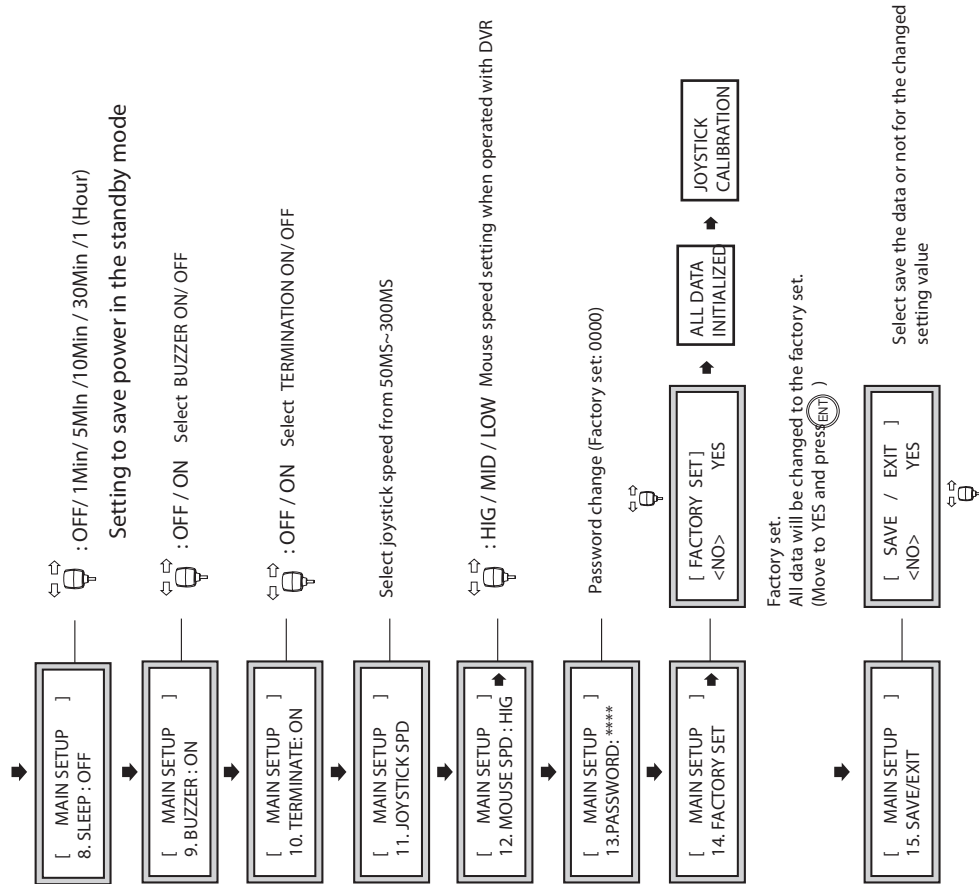 [ MAIN SETUP ]
8. SLEEP : OFF
: OFF/ 1Min/ 5MIn /10Min / 30Min /1 (Hour)
Setting to save power in the standby mode
[ MAIN SETUP ]
9. BUZZER : ON
: OFF / ON Select BUZZER ON/ OFF
[ MAIN SETUP ]
10. TERMINATE: ON
: OFF / ON Select TERMINATION ON/ OFF
[ MAIN SETUP ]
11. JOYSTICK SPD
Select joystick speed from 50MS~300MS
[ MAIN SETUP ]
12. MOUSE SPD : HIG
: HIG / MID / LOW Mouse speed setting when operated with DVR
[ MAIN SETUP ]
13.PASSWORD: ****
Password change (Factory set: 0000)
[ MAIN SETUP ]
14. FACTORY SET
[ FACTORY SET]
<NO> YES
ALL DATA
INITIALIZED
JOYSTICK
CALIBRATION
Factory set.
All data will be changed to the factory set.
(Move to YES and press ENT )
[ MAIN SETUP ]
15. SAVE/EXIT
[ SAVE / EXIT ]
<NO> YES
Select save the data or not for the changed
setting value